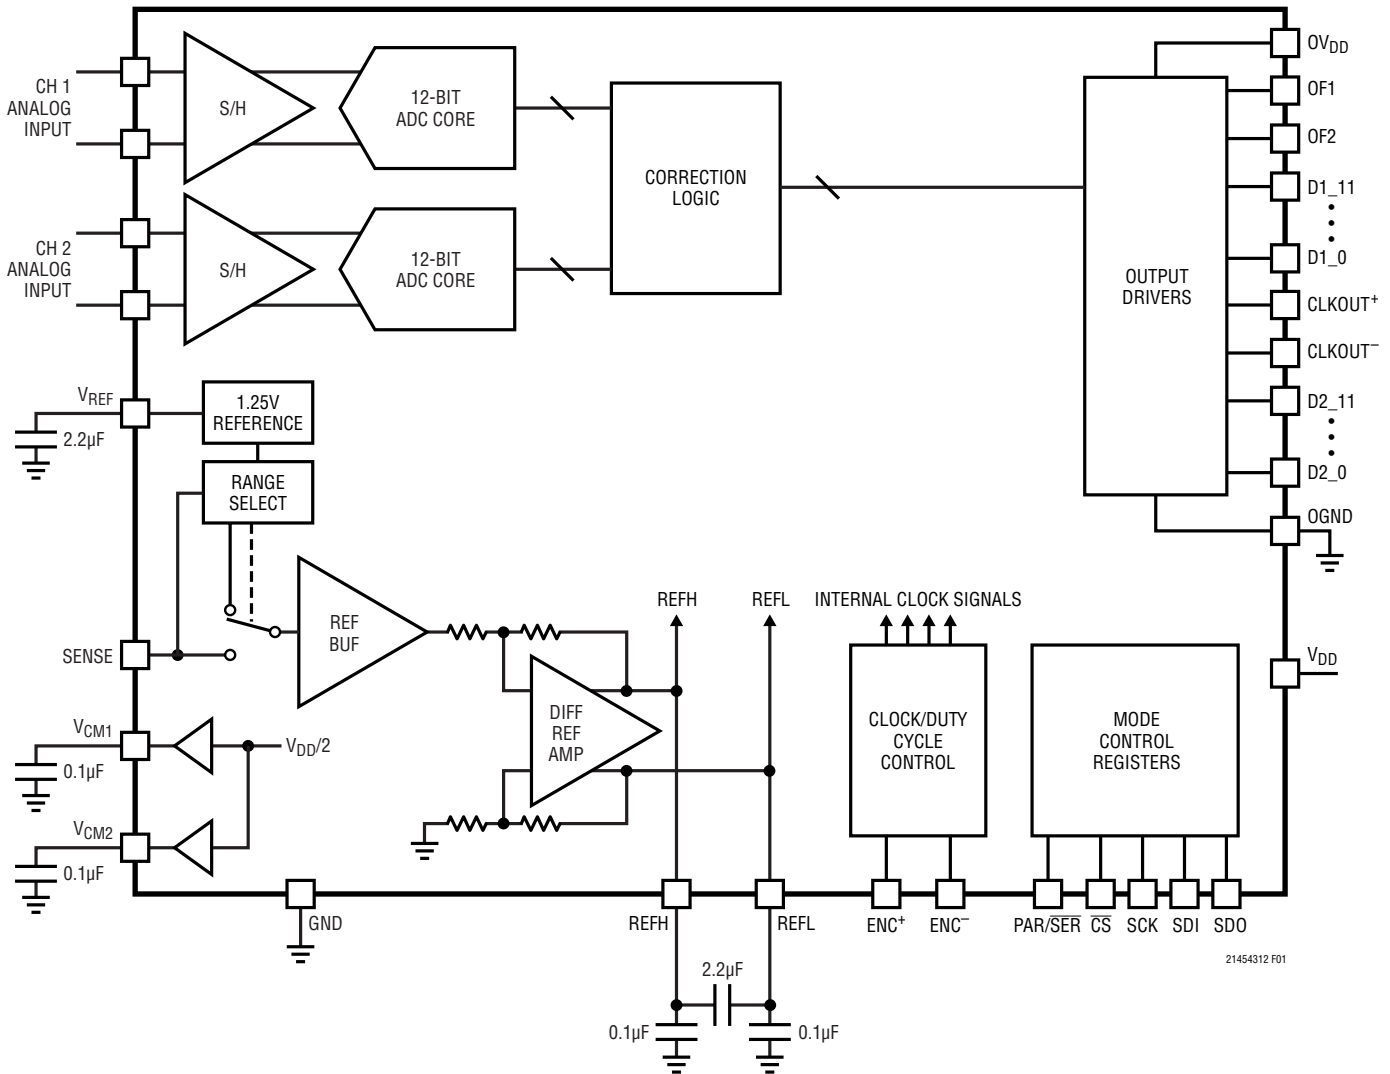 CH 1
ANALOG
INPUT
S/H
12-BIT
ADC CORE
CH 2
ANALOG
INPUT
S/H
12-BIT
ADC CORE
CORRECTION
LOGIC
OUTPUT
DRIVERS
OVDD
OF1
OF2
D1_11
D1_0
CLKOUT+
CLKOUT–
D2_11
D2_0
OGND
VDD
VREF
2.2µF
1.25V
REFERENCE
RANGE
SELECT
SENSE
REF
BUF
VCM1
0.1µF
VDD/2
VCM2
0.1µF
GND
DIFF
REF
AMP
REFH
REFL
INTERNAL CLOCK SIGNALS
CLOCK/DUTY
CYCLE
CONTROL
MODE
CONTROL
REGISTERS
REFH
REFL
ENC+
ENC–
PAR/S̅E̅R̅
C̅S̅
SCK
SDI
SDO
2.2µF
0.1µF
0.1µF
21454312 F01